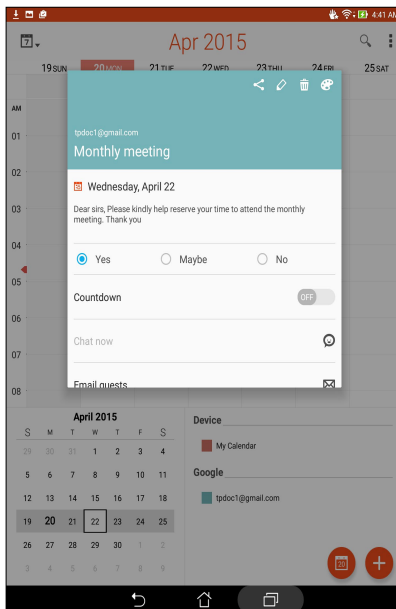 4:41 AM
7
Apr 2015
19 SUN 20 MON 21 TUE 22 WED 23 THU 24 FRI 25 SAT
AM
01
02
03
04
05
06
07
08
tpdoc1@gmail.com
Monthly meeting
Wednesday, April 22
Dear sirs, Please kindly help reserve your time to attend the monthly
meeting. Thank you
Yes Maybe No
Countdown OFF
Chat now
Email guests
April 2015
S M T W T F S
29 30 31 1 2 3 4
5 6 7 8 9 10 11
12 13 14 15 16 17 18
19 20 21 22 23 24 25
26 27 28 29 30 1 2
3 4 5 6 7 8 9
Device
My Calendar
Google
tpdoc1@gmail.com
20